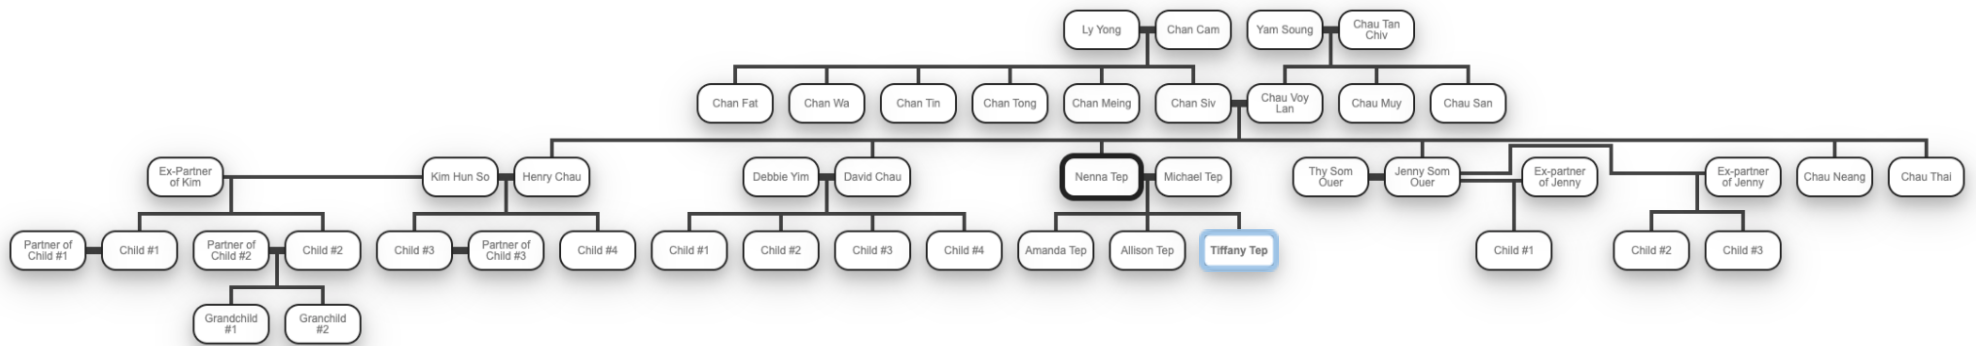 Ly Yong
Chan Cam
Yam Soung
Chau Tan
Chiv
Chan Fat
Chan Wa
Chan Tin
Chan Tong
Chan Meing
Chan Siv
Chau Voy
Lan
Chau Muy
Chau San
Ex-Partner
of Kim
Kim Hun So
Henry Chau
Debbie Yim
David Chau
Nenna Tep
Michael Tep
Thy Som
Ouer
Jenny Som
Ouer
Ex-partner
of Jenny
Ex-partner
of Jenny
Chau Neang
Chau Thai
Partner of
Child #1
Child #1
Partner of
Child #2
Child #2
Child #3
Partner of
Child #3
Child #4
Child #1
Child #2
Child #3
Child #4
Amanda Tep
Allison Tep
Tiffany Tep
Child #1
Child #2
Child #3
Grandchild
#1
Granchild
#2